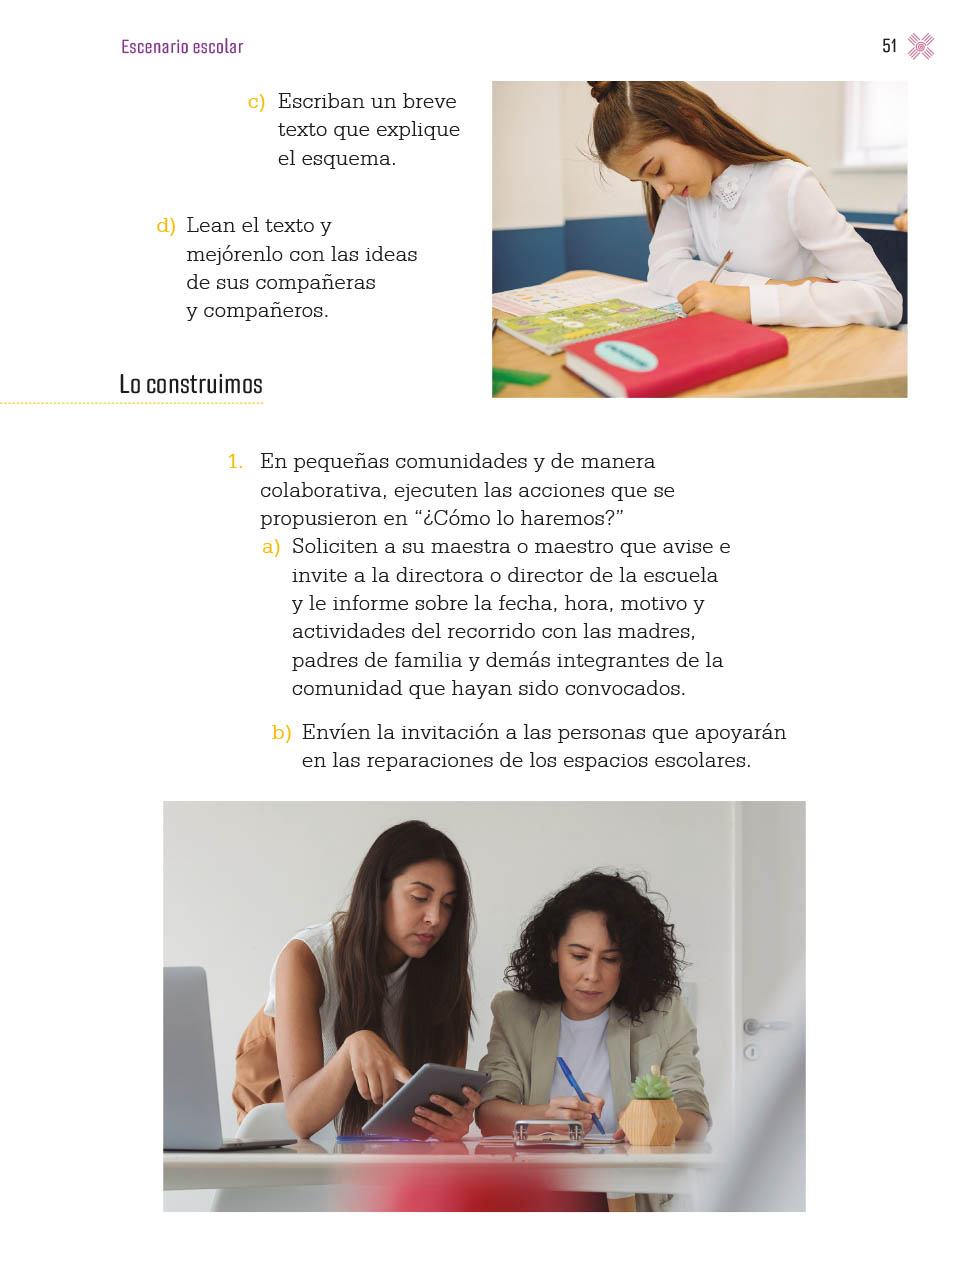 Escenario escolar
51
c) Escriban un breve
texto que explique
el esquema.
d) Lean el texto y
mejórenlo con las ideas
de sus compañeras
y compañeros.
Lo construimos
1. En pequeñas comunidades y de manera
colaborativa, ejecuten las acciones que se
propusieron en “¿Cómo lo haremos?”
a) Soliciten a su maestra o maestro que avise e
invite a la directora o director de la escuela
y le informe sobre la fecha, hora, motivo y
actividades del recorrido con las madres,
padres de familia y demás integrantes de la
comunidad que hayan sido convocados.
b) Envíen la invitación a las personas que apoyarán
en las reparaciones de los espacios escolares.